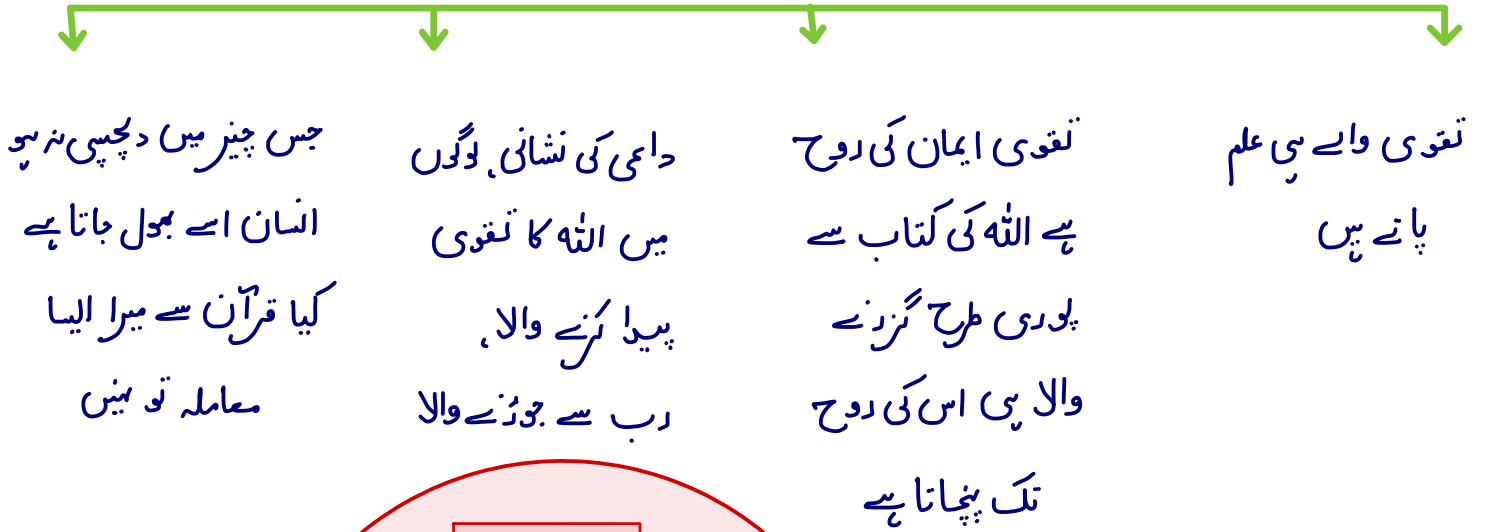 تقوی والے ہی علم
پاتے ہیں
تقوی ایمان کی روح
ہے اللہ کی کتاب سے
پوری طرح گزرنے
والا ہی اس کی روح
تک پہنچاتا ہے
داعی کی نشانی، لوگوں
میں اللہ کا تقوی
پیدا کرنے والا،
رب سے جوڑنے والا
جس چیز میں دلچسپی نہ ہو
انسان اسے بھول جاتا ہے
کیا قرآن سے میرا ایسا
معاملہ تو نہیں